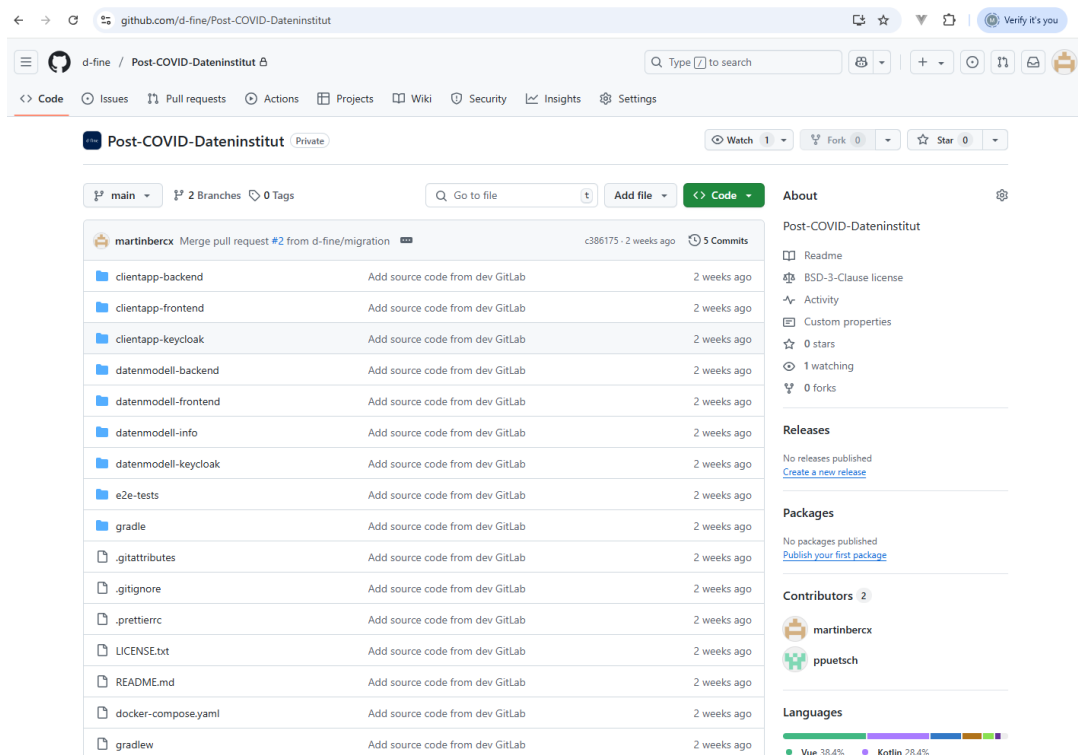 github.com/d-fine/Post-COVID-Dateninstitut
Verify it's you
d-fine / Post-COVID-Dateninstitut
Type / to search
Code Issues Pull requests Actions Projects Wiki Security Insights Settings
Post-COVID-Dateninstitut Private
Watch 1 Fork 0 Star 0
main 2 Branches 0 Tags Go to file t Add file Code
martinbercx Merge pull request #2 from d-fine/migration c386175 · 2 weeks ago 5 Commits
clientapp-backend Add source code from dev GitLab 2 weeks ago
clientapp-frontend Add source code from dev GitLab 2 weeks ago
clientapp-keycloak Add source code from dev GitLab 2 weeks ago
datenmodell-backend Add source code from dev GitLab 2 weeks ago
datenmodell-frontend Add source code from dev GitLab 2 weeks ago
datenmodell-info Add source code from dev GitLab 2 weeks ago
datenmodell-keycloak Add source code from dev GitLab 2 weeks ago
e2e-tests Add source code from dev GitLab 2 weeks ago
gradle Add source code from dev GitLab 2 weeks ago
.gitattributes Add source code from dev GitLab 2 weeks ago
.gitignore Add source code from dev GitLab 2 weeks ago
.prettierrc Add source code from dev GitLab 2 weeks ago
LICENSE.txt Add source code from dev GitLab 2 weeks ago
README.md Add source code from dev GitLab 2 weeks ago
docker-compose.yaml Add source code from dev GitLab 2 weeks ago
gradlew Add source code from dev GitLab 2 weeks ago
About
Post-COVID-Dateninstitut
Readme
BSD-3-Clause license
Activity
Custom properties
0 stars
1 watching
0 forks
Releases
No releases published
Create a new release
Packages
No packages published
Publish your first package
Contributors 2
martinbercx
ppuetsch
Languages
Vue 38.4% Kotlin 28.4%